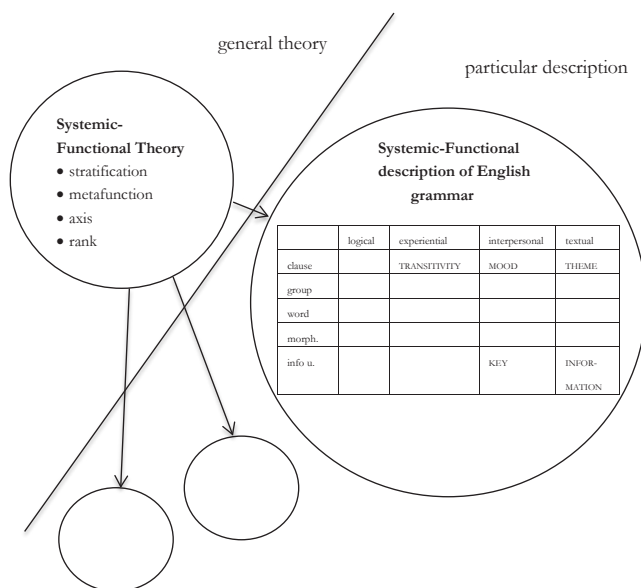 general theory
particular description
Systemic-
Functional Theory
• stratification
• metafunction
• axis
• rank
Systemic-Functional
description of English
grammar
logical experiential interpersonal textual
clause TRANSITIVITY MOOD THEME
group
word
morph.
info u. KEY INFOR-
MATION